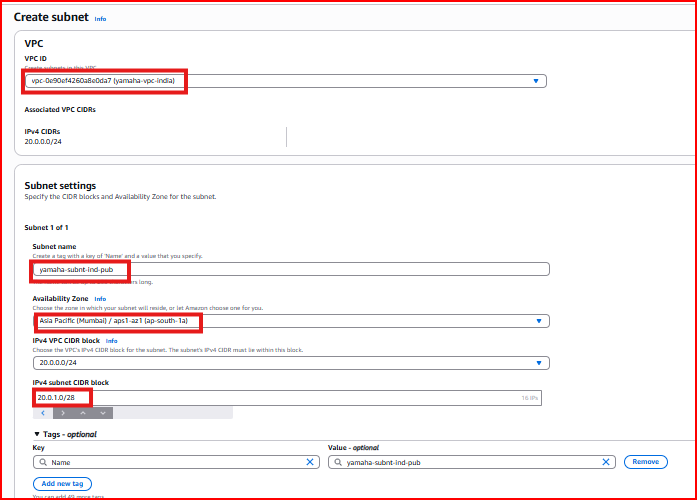 Create subnet Info
VPC
VPC ID
Create subnets in this VPC.
vpc-0e90ef4260a8e0da7 (yamaha-vpc-india)
Associated VPC CIDRs
IPv4 CIDRs
20.0.0.0/24
Subnet settings
Specify the CIDR blocks and Availability Zone for the subnet.
Subnet 1 of 1
Subnet name
Create a tag with a key of 'Name' and a value that you specify.
yamaha-subnt-ind-pub
long.
Availability Zone Info
Choose the zone in which your subnet will reside, or let Amazon choose one for you.
Asia Pacific (Mumbai) / aps1-az1 (ap-south-1a)
IPv4 VPC CIDR block Info
Choose the VPC's IPv4 CIDR block for the subnet. The subnet's IPv4 CIDR must lie within this block.
20.0.0.0/24
IPv4 subnet CIDR block
20.0.1.0/28 16 IPs
Tags - optional
Key Value - optional
Name yamaha-subnt-ind-pub Remove
Add new tag
You can add 49 more tags.